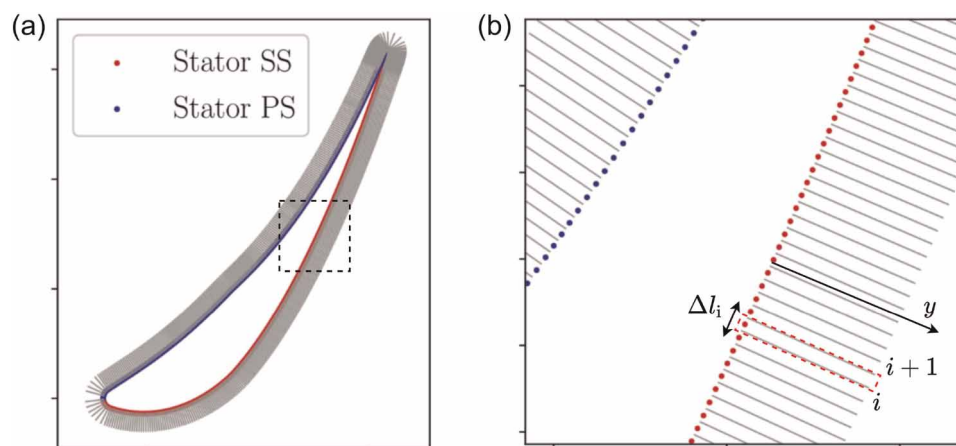 (a)
Stator SS
Stator PS
(b)
y
Δlᵢ
i + 1
i